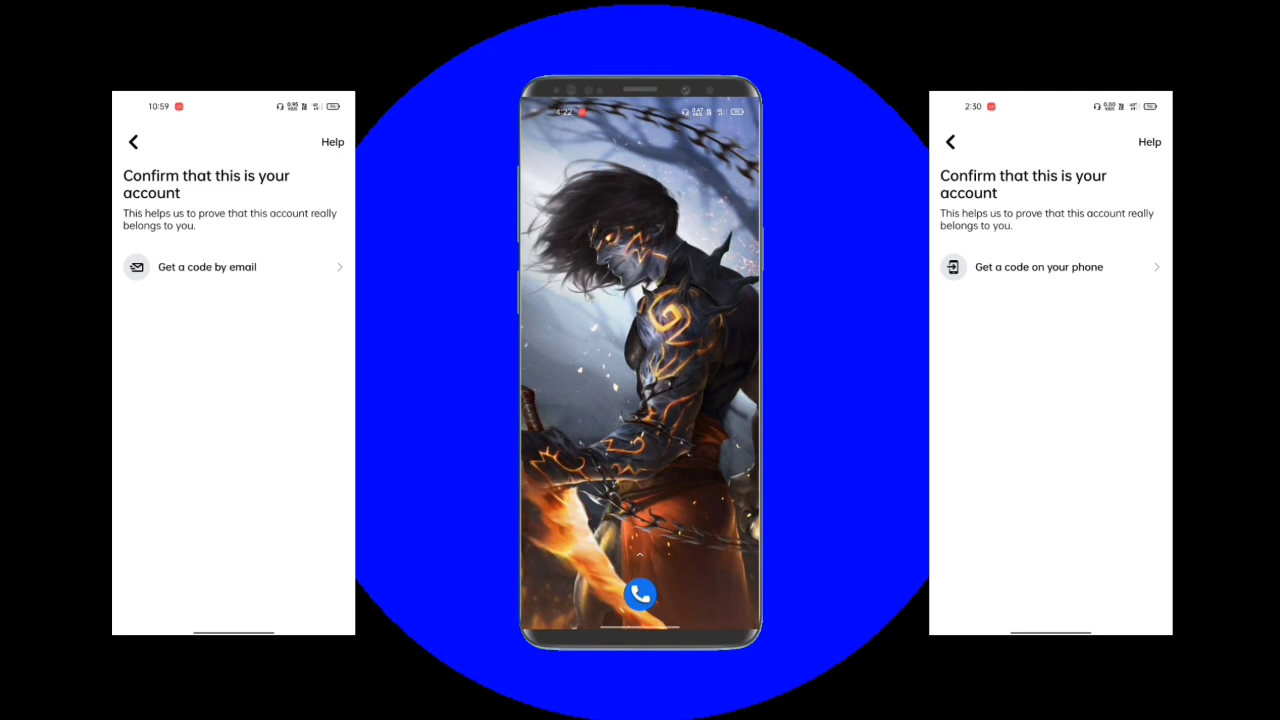 10:59
Help
Confirm that this is your
account
This helps us to prove that this account really
belongs to you.
Get a code by email
4:22
2:30
Help
Confirm that this is your
account
This helps us to prove that this account really
belongs to you.
Get a code on your phone